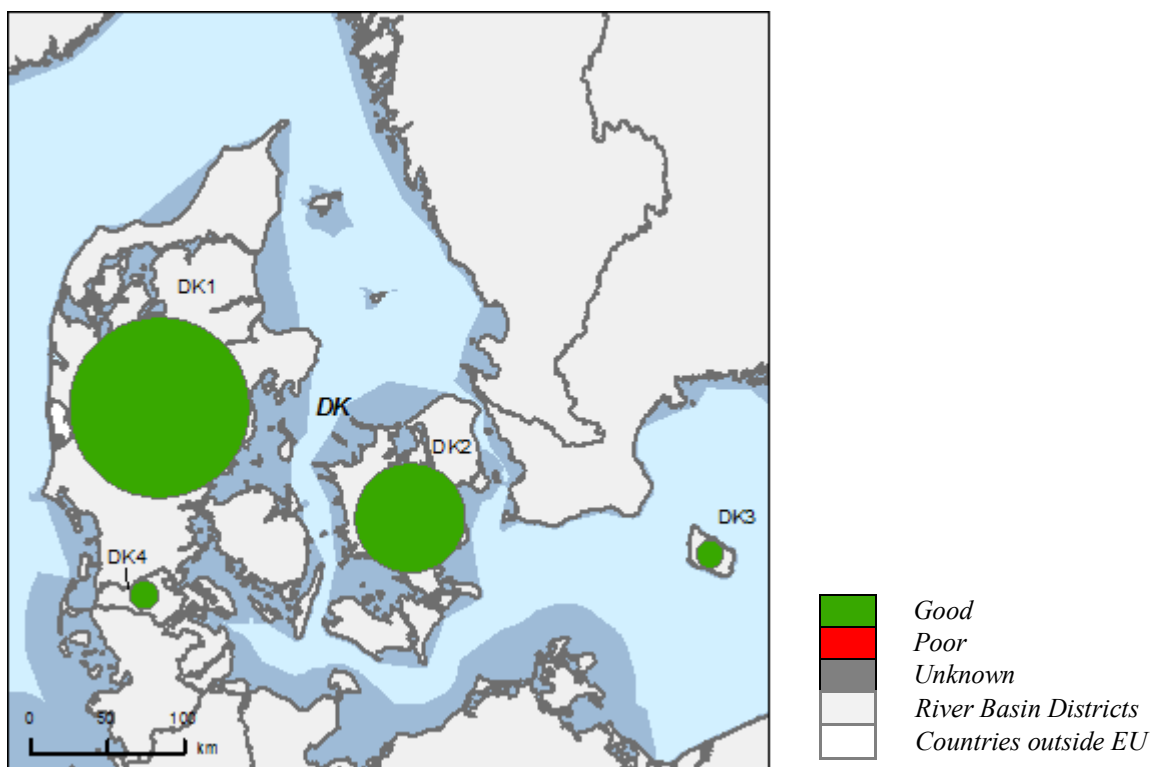 DK1
DK
DK2
DK3
DK4
0 50 100
km
Good
Poor
Unknown
River Basin Districts
Countries outside EU